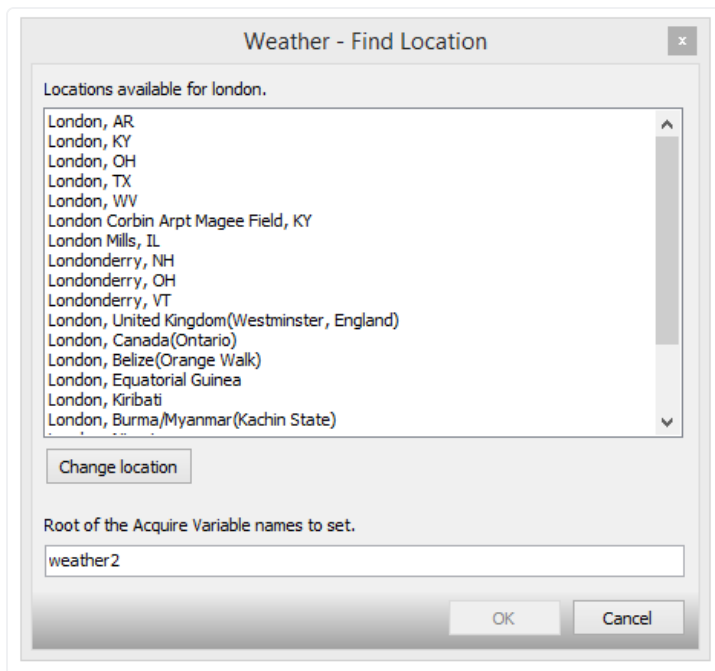 Weather - Find Location
x
Locations available for london.
London, AR
London, KY
London, OH
London, TX
London, WV
London Corbin Arpt Magee Field, KY
London Mills, IL
Londonderry, NH
Londonderry, OH
Londonderry, VT
London, United Kingdom(Westminster, England)
London, Canada(Ontario)
London, Belize(Orange Walk)
London, Equatorial Guinea
London, Kiribati
London, Burma/Myanmar(Kachin State)
Change location
Root of the Acquire Variable names to set.
weather2
OK Cancel